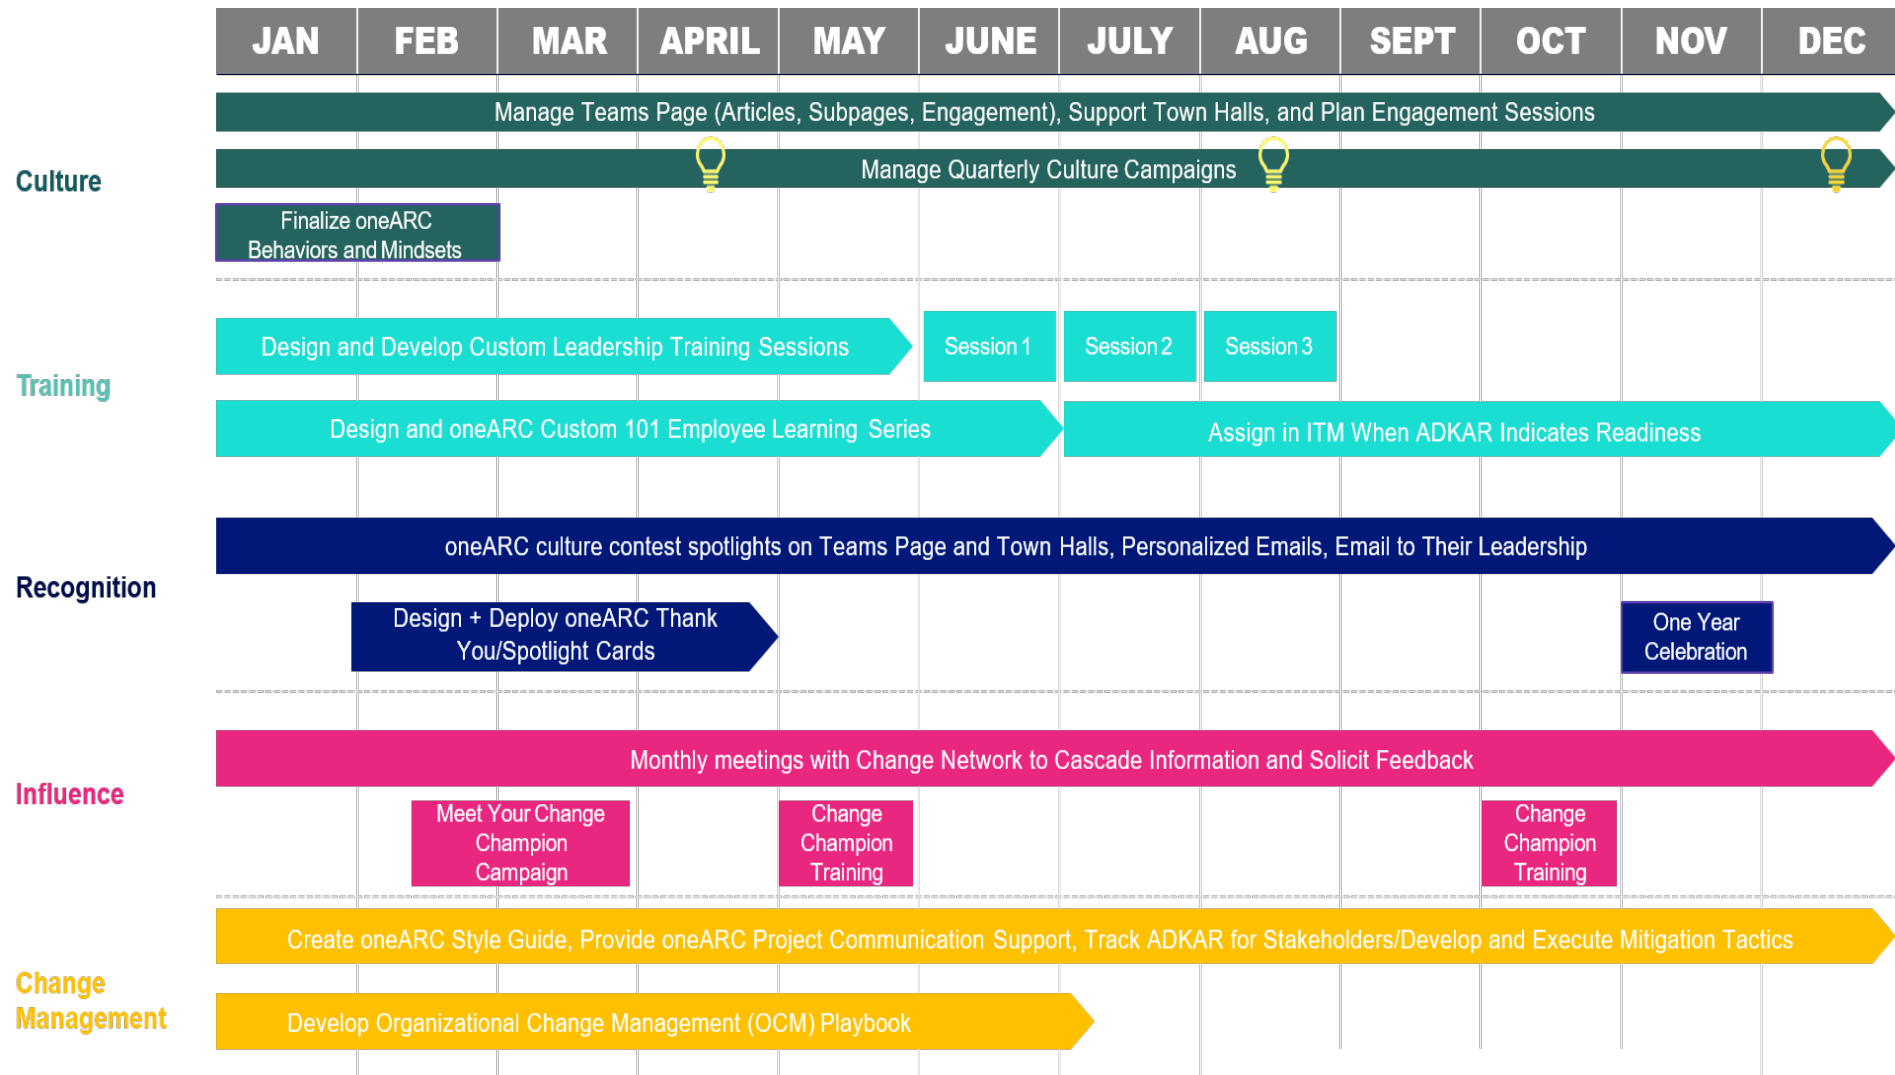 JAN FEB MAR APRIL MAY JUNE JULY AUG SEPT OCT NOV DEC
Manage Teams Page (Articles, Subpages, Engagement), Support Town Halls, and Plan Engagement Sessions
Culture
Manage Quarterly Culture Campaigns
Finalize oneARC
Behaviors and Mindsets
Training
Design and Develop Custom Leadership Training Sessions
Session 1
Session 2
Session 3
Design and oneARC Custom 101 Employee Learning Series
Assign in ITM When ADKAR Indicates Readiness
Recognition
oneARC culture contest spotlights on Teams Page and Town Halls, Personalized Emails, Email to Their Leadership
Design + Deploy oneARC Thank
You/Spotlight Cards
One Year
Celebration
Influence
Monthly meetings with Change Network to Cascade Information and Solicit Feedback
Meet Your Change
Champion
Campaign
Change
Champion
Training
Change
Champion
Training
Change
Management
Create oneARC Style Guide, Provide oneARC Project Communication Support, Track ADKAR for Stakeholders/Develop and Execute Mitigation Tactics
Develop Organizational Change Management (OCM) Playbook